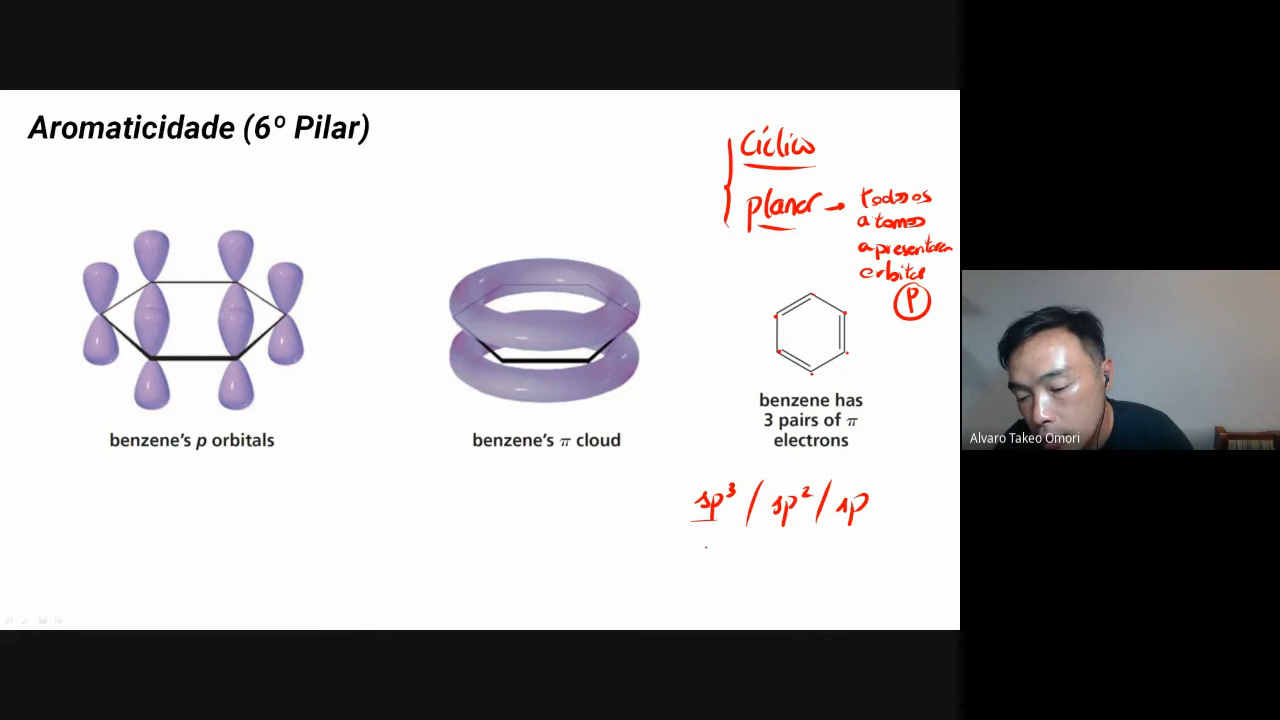 Aromaticidade (6º Pilar)
Cíclico
planar → todos os
átomos
apresentarem
orbital
p
benzene's p orbitals
benzene's π cloud
benzene has
3 pairs of π
electrons
sp³ / sp² / sp
Alvaro Takeo Omori